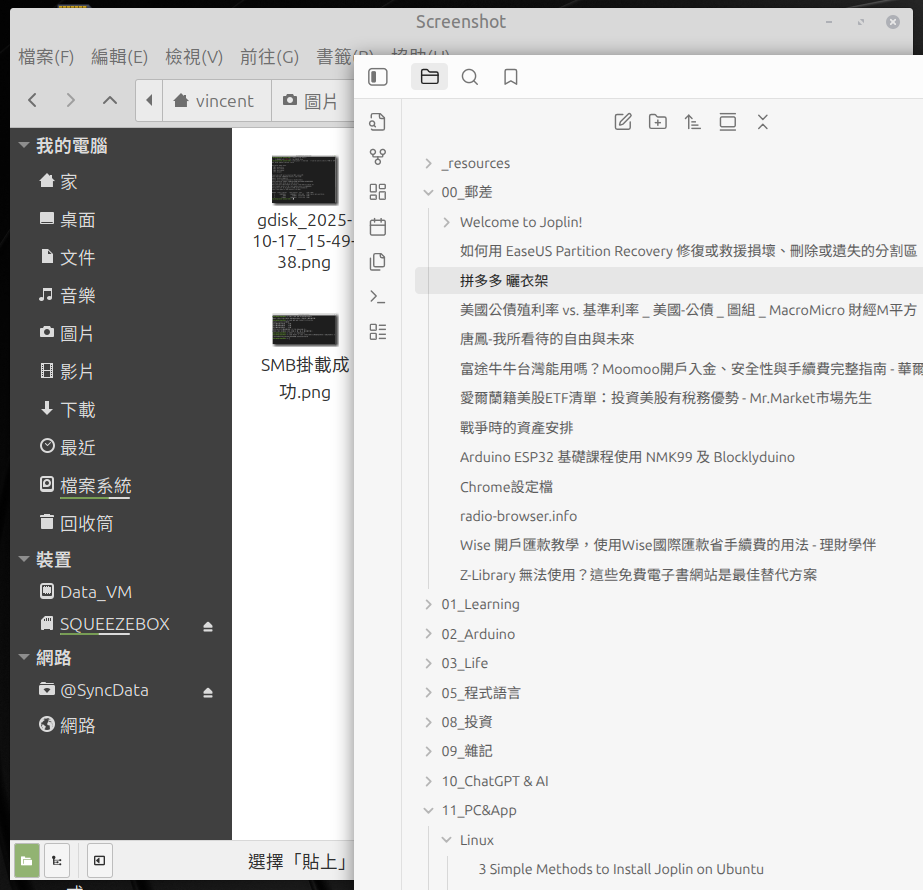 Screenshot
檔案(F) 編輯(E) 檢視(V) 前往(G)
vincent 圖片
我的電腦
家
桌面
文件
音樂
圖片
影片
下載
最近
檔案系統
回收筒
裝置
Data_VM
SQUEEZEBOX
網路
@SyncData
網路
gdisk_2025-
10-17_15-49-
38.png
SMB掛載成
功.png
選擇「貼上」
_resources
00_郵差
Welcome to Joplin!
如何用 EaseUS Partition Recovery 修復或救援損壞、刪除或遺失的分割區
拼多多 曬衣架
美國公債殖利率 vs. 基準利率 _ 美國-公債 _ 圖組 _ MacroMicro 財經M平方
唐鳳-我所看待的自由與未來
富途牛牛台灣能用嗎？Moomoo開戶入金、安全性與手續費完整指南 - 華爾
愛爾蘭籍美股ETF清單：投資美股有稅務優勢 - Mr.Market市場先生
戰爭時的資產安排
Arduino ESP32 基礎課程使用 NMK99 及 Blocklyduino
Chrome設定檔
radio-browser.info
Wise 開戶匯款教學，使用Wise國際匯款省手續費的用法 - 理財學伴
Z-Library 無法使用？這些免費電子書網站是最佳替代方案
01_Learning
02_Arduino
03_Life
05_程式語言
08_投資
09_雜記
10_ChatGPT & AI
11_PC&App
Linux
3 Simple Methods to Install Joplin on Ubuntu